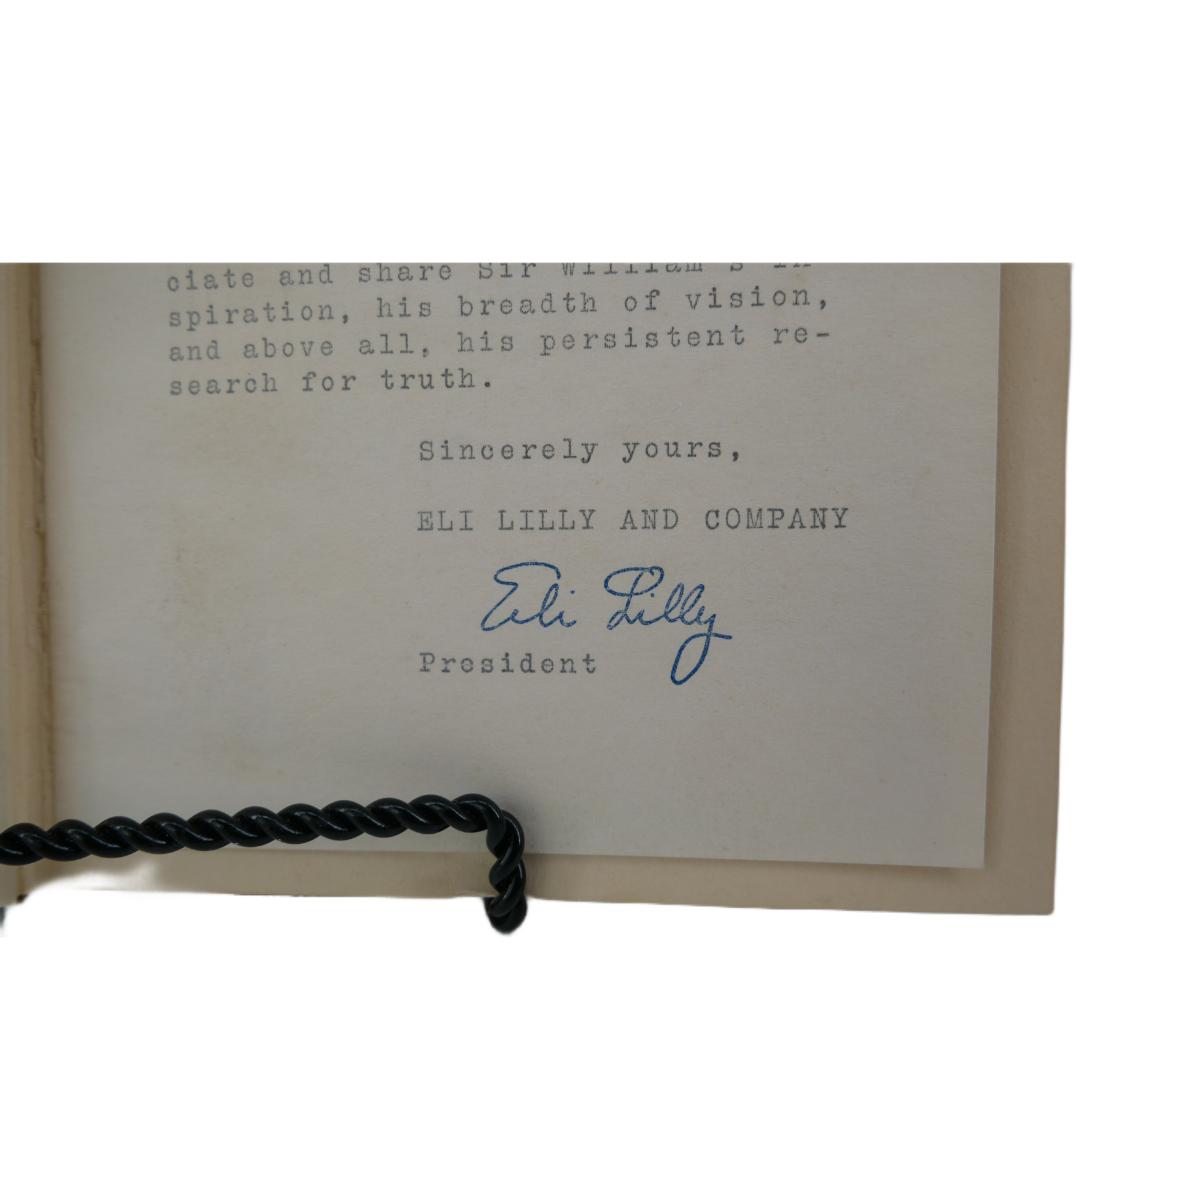 ciate and share Sir William's in-
spiration, his breadth of vision,
and above all, his persistent re-
search for truth.
Sincerely yours,
ELI LILLY AND COMPANY
Eli Lilly
President